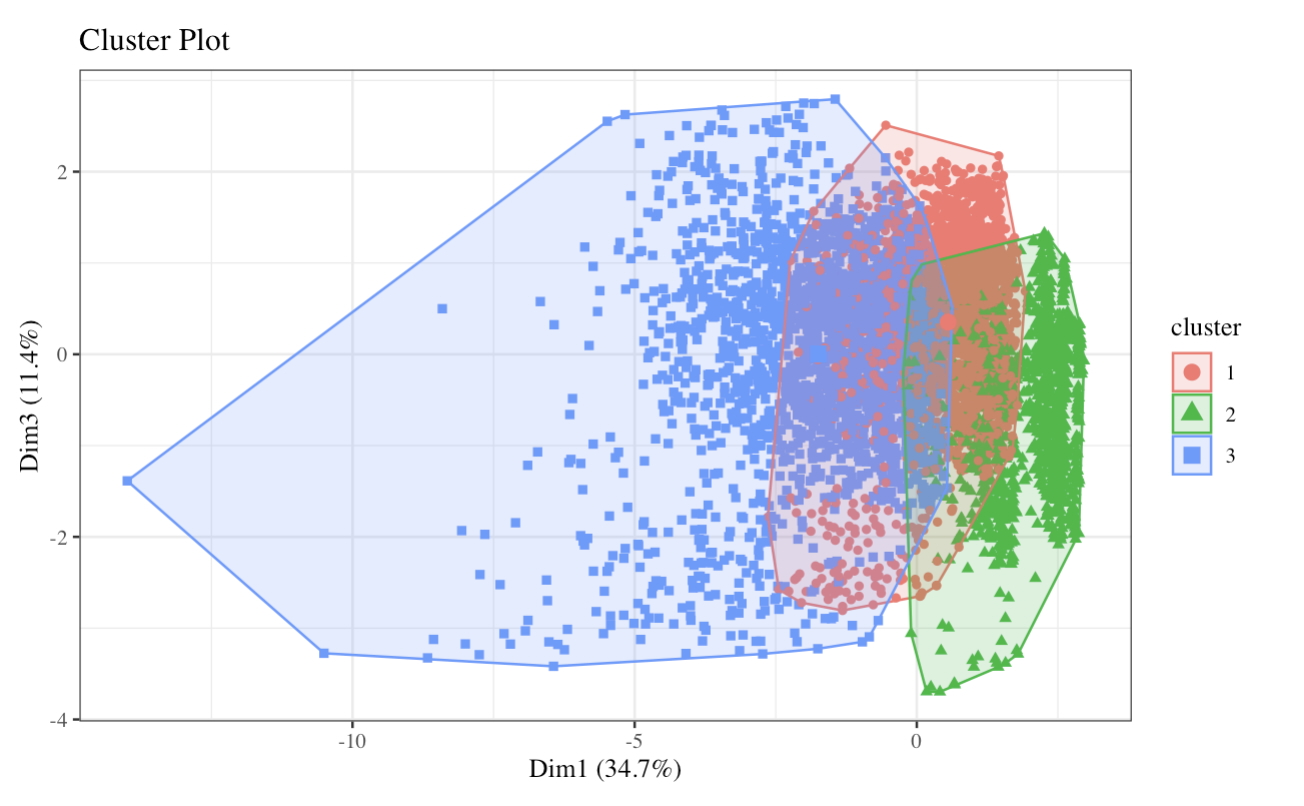 Cluster Plot
2
0
-2
-4
Dim3 (11.4%)
-10
-5
0
Dim1 (34.7%)
cluster
1
2
3